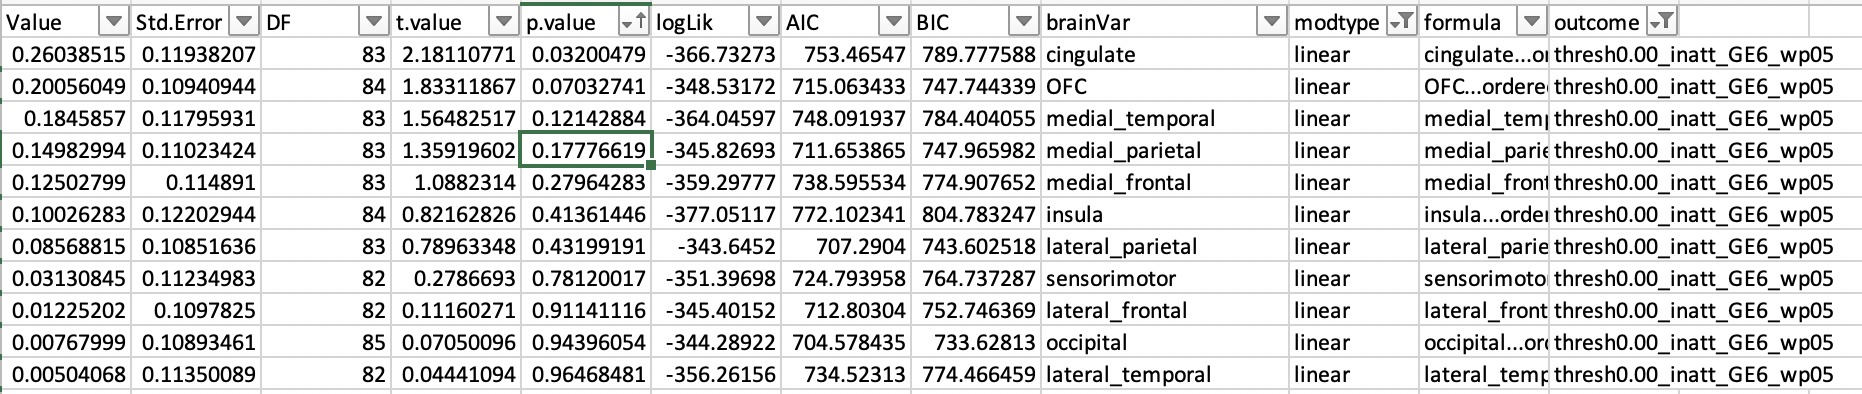 Value Std.Error DF t.value p.value logLik AIC BIC brainVar modtype formula outcome
0.26038515 0.11938207 83 2.18110771 0.03200479 -366.73273 753.46547 789.777588 cingulate linear cingulate...or thresh0.00_inatt_GE6_wp05
0.20056049 0.10940944 84 1.83311867 0.07032741 -348.53172 715.063433 747.744339 OFC linear OFC...ordere thresh0.00_inatt_GE6_wp05
0.1845857 0.11795931 83 1.56482517 0.12142884 -364.04597 748.091937 784.404055 medial_temporal linear medial_temp thresh0.00_inatt_GE6_wp05
0.14982994 0.11023424 83 1.35919602 0.17776619 -345.82693 711.653865 747.965982 medial_parietal linear medial_parie thresh0.00_inatt_GE6_wp05
0.12502799 0.114891 83 1.0882314 0.27964283 -359.29777 738.595534 774.907652 medial_frontal linear medial_front thresh0.00_inatt_GE6_wp05
0.10026283 0.12202944 84 0.82162826 0.41361446 -377.05117 772.102341 804.783247 insula linear insula...order thresh0.00_inatt_GE6_wp05
0.08568815 0.10851636 83 0.78963348 0.43199191 -343.6452 707.2904 743.602518 lateral_parietal linear lateral_parie thresh0.00_inatt_GE6_wp05
0.03130845 0.11234983 82 0.2786693 0.78120017 -351.39698 724.793958 764.737287 sensorimotor linear sensorimoto thresh0.00_inatt_GE6_wp05
0.01225202 0.1097825 82 0.11160271 0.91141116 -345.40152 712.80304 752.746369 lateral_frontal linear lateral_front thresh0.00_inatt_GE6_wp05
0.00767999 0.10893461 85 0.07050096 0.94396054 -344.28922 704.578435 733.62813 occipital linear occipital...ord thresh0.00_inatt_GE6_wp05
0.00504068 0.11350089 82 0.04441094 0.96468481 -356.26156 734.52313 774.466459 lateral_temporal linear lateral_temp thresh0.00_inatt_GE6_wp05